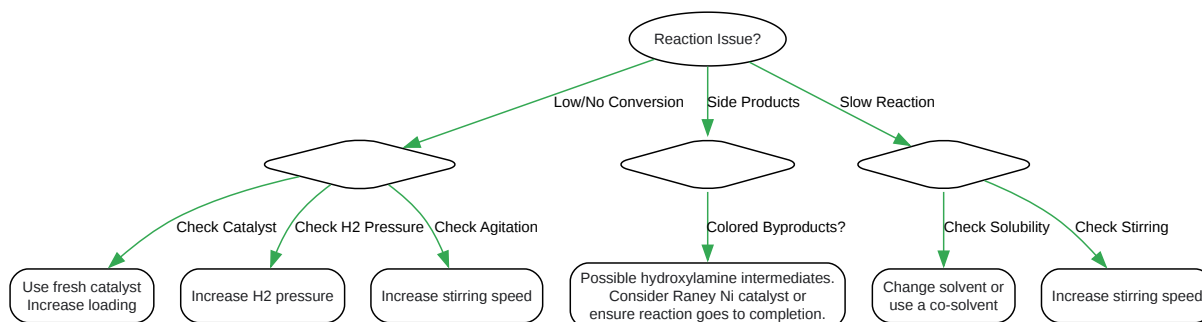 Reaction Issue?
Low/No Conversion
Side Products
Slow Reaction
Check Catalyst
Check H2 Pressure
Check Agitation
Colored Byproducts?
Check Solubility
Check Stirring
Use fresh catalyst
Increase loading
Increase H2 pressure
Increase stirring speed
Possible hydroxylamine intermediates.
Consider Raney Ni catalyst or
ensure reaction goes to completion.
Change solvent or
use a co-solvent
Increase stirring speed